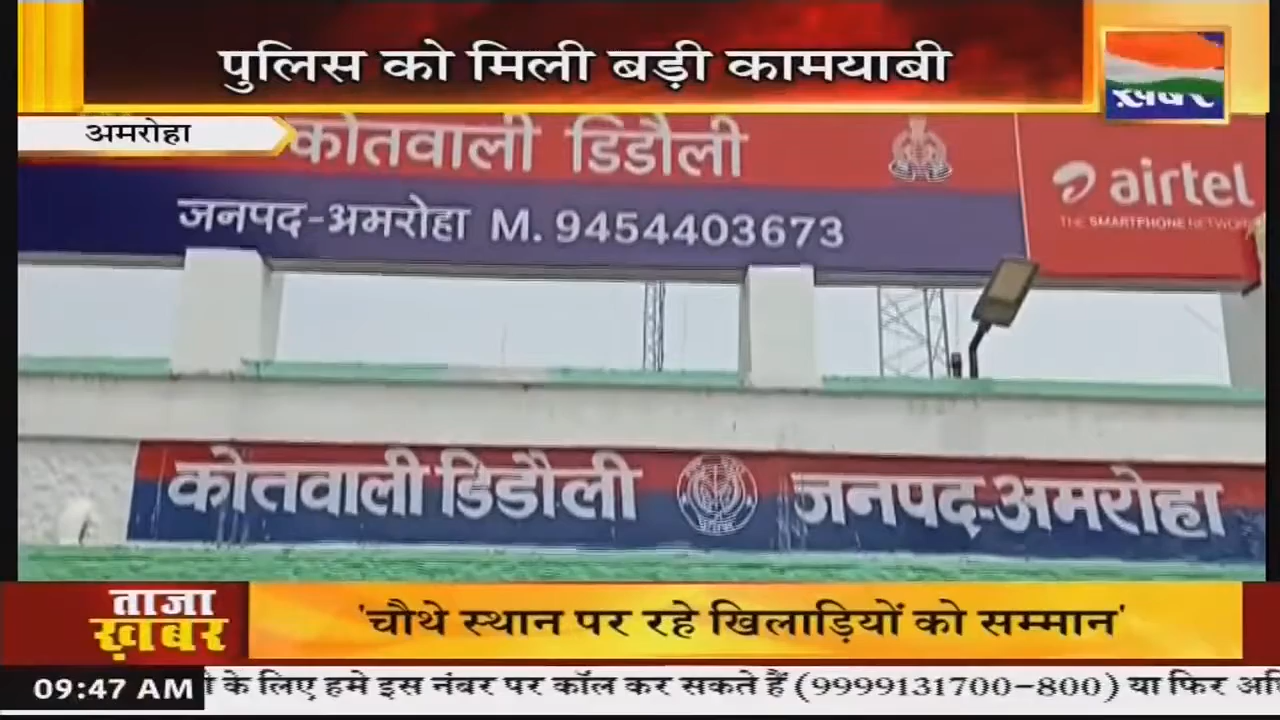 पुलिस को मिली बड़ी कामयाबी
ख़बर
अमरोहा
कोतवाली डिडौली
जनपद-अमरोहा M. 9454403673
airtel
THE SMARTPHONE NETWORK
कोतवाली डिडौली जनपद-अमरोहा
ताजा
ख़बर
'चौथे स्थान पर रहे खिलाड़ियों को सम्मान'
09:47 AM
के लिए हमे इस नंबर पर कॉल कर सकते हैं (9999131700-800) या फिर